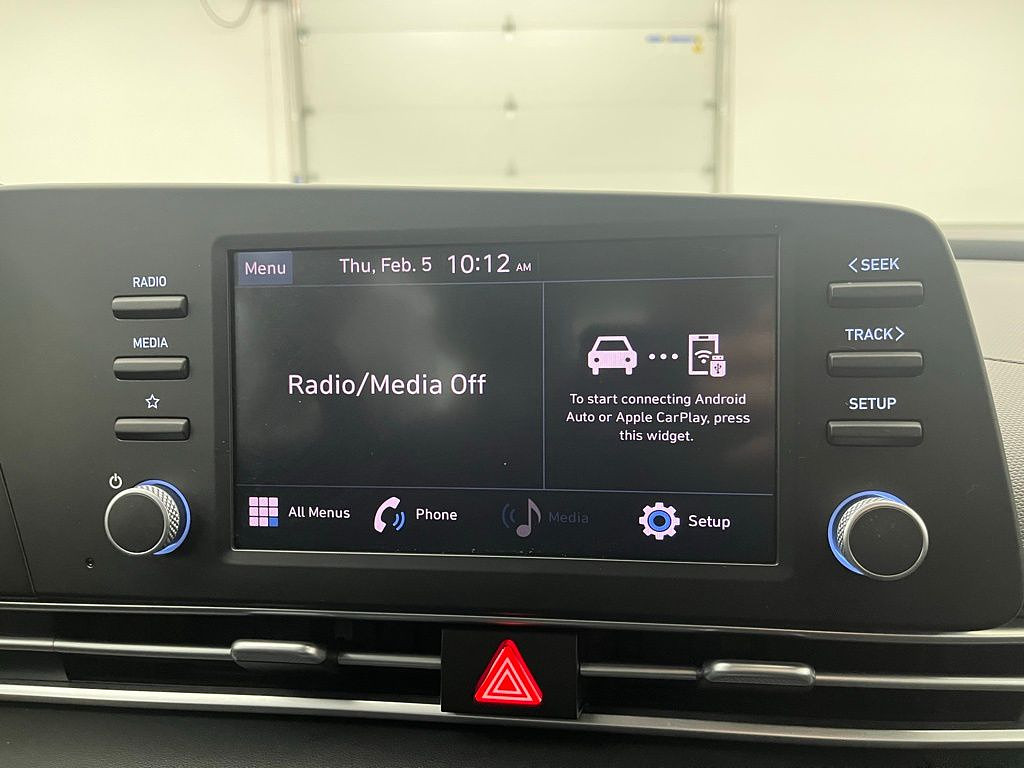 RADIO
MEDIA
Menu
Thu, Feb. 5 10:12 AM
Radio/Media Off
To start connecting Android
Auto or Apple CarPlay, press
this widget.
All Menus
Phone
Media
Setup
<SEEK
TRACK>
SETUP